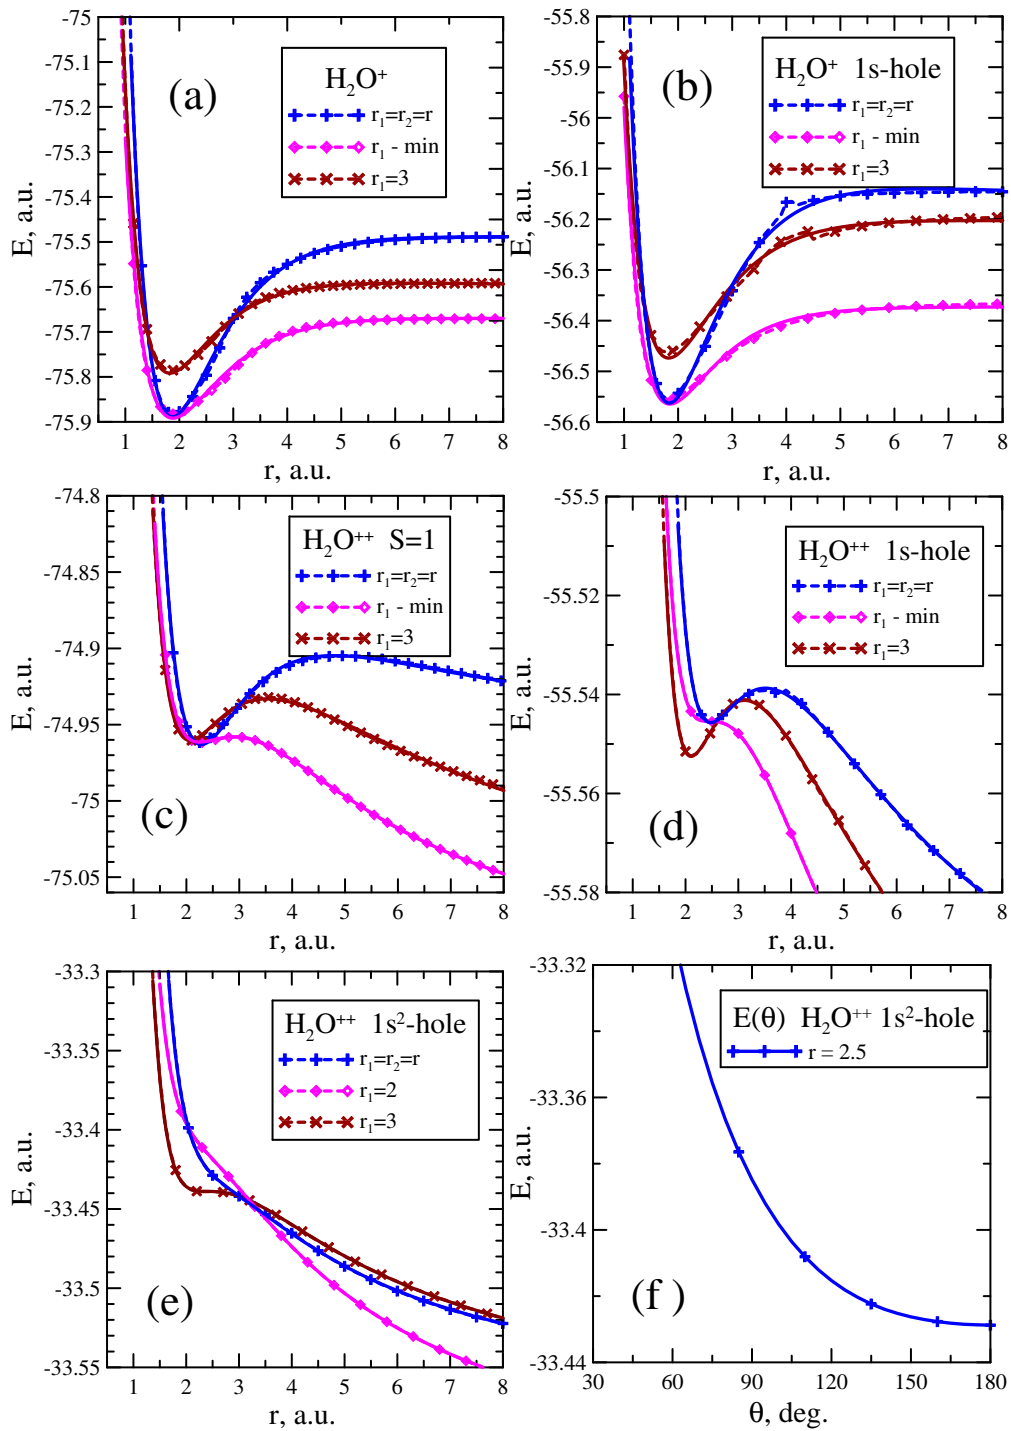 -75
-75.1
-75.2
-75.3
-75.4
-75.5
-75.6
-75.7
-75.8
-75.9
E, a.u.
(a)
H₂O⁺
r₁=r₂=r
r₁ - min
r₁=3
1 2 3 4 5 6 7 8
r, a.u.
-55.8
-55.9
-56
-56.1
-56.2
-56.3
-56.4
-56.5
-56.6
E, a.u.
(b)
H₂O⁺ 1s-hole
r₁=r₂=r
r₁ - min
r₁=3
1 2 3 4 5 6 7 8
r, a.u.
-74.8
-74.85
-74.9
-74.95
-75
-75.05
E, a.u.
(c)
H₂O⁺⁺ S=1
r₁=r₂=r
r₁ - min
r₁=3
1 2 3 4 5 6 7 8
r, a.u.
-55.5
-55.52
-55.54
-55.56
-55.58
E, a.u.
(d)
H₂O⁺⁺ 1s-hole
r₁=r₂=r
r₁ - min
r₁=3
1 2 3 4 5 6 7 8
r, a.u.
-33.3
-33.35
-33.4
-33.45
-33.5
-33.55
E, a.u.
(e)
H₂O⁺⁺ 1s²-hole
r₁=r₂=r
r₁=2
r₁=3
1 2 3 4 5 6 7 8
r, a.u.
-33.32
-33.36
-33.4
-33.44
E, a.u.
(f )
E(θ) H₂O⁺⁺ 1s²-hole
r = 2.5
30 60 90 120 150 180
θ, deg.